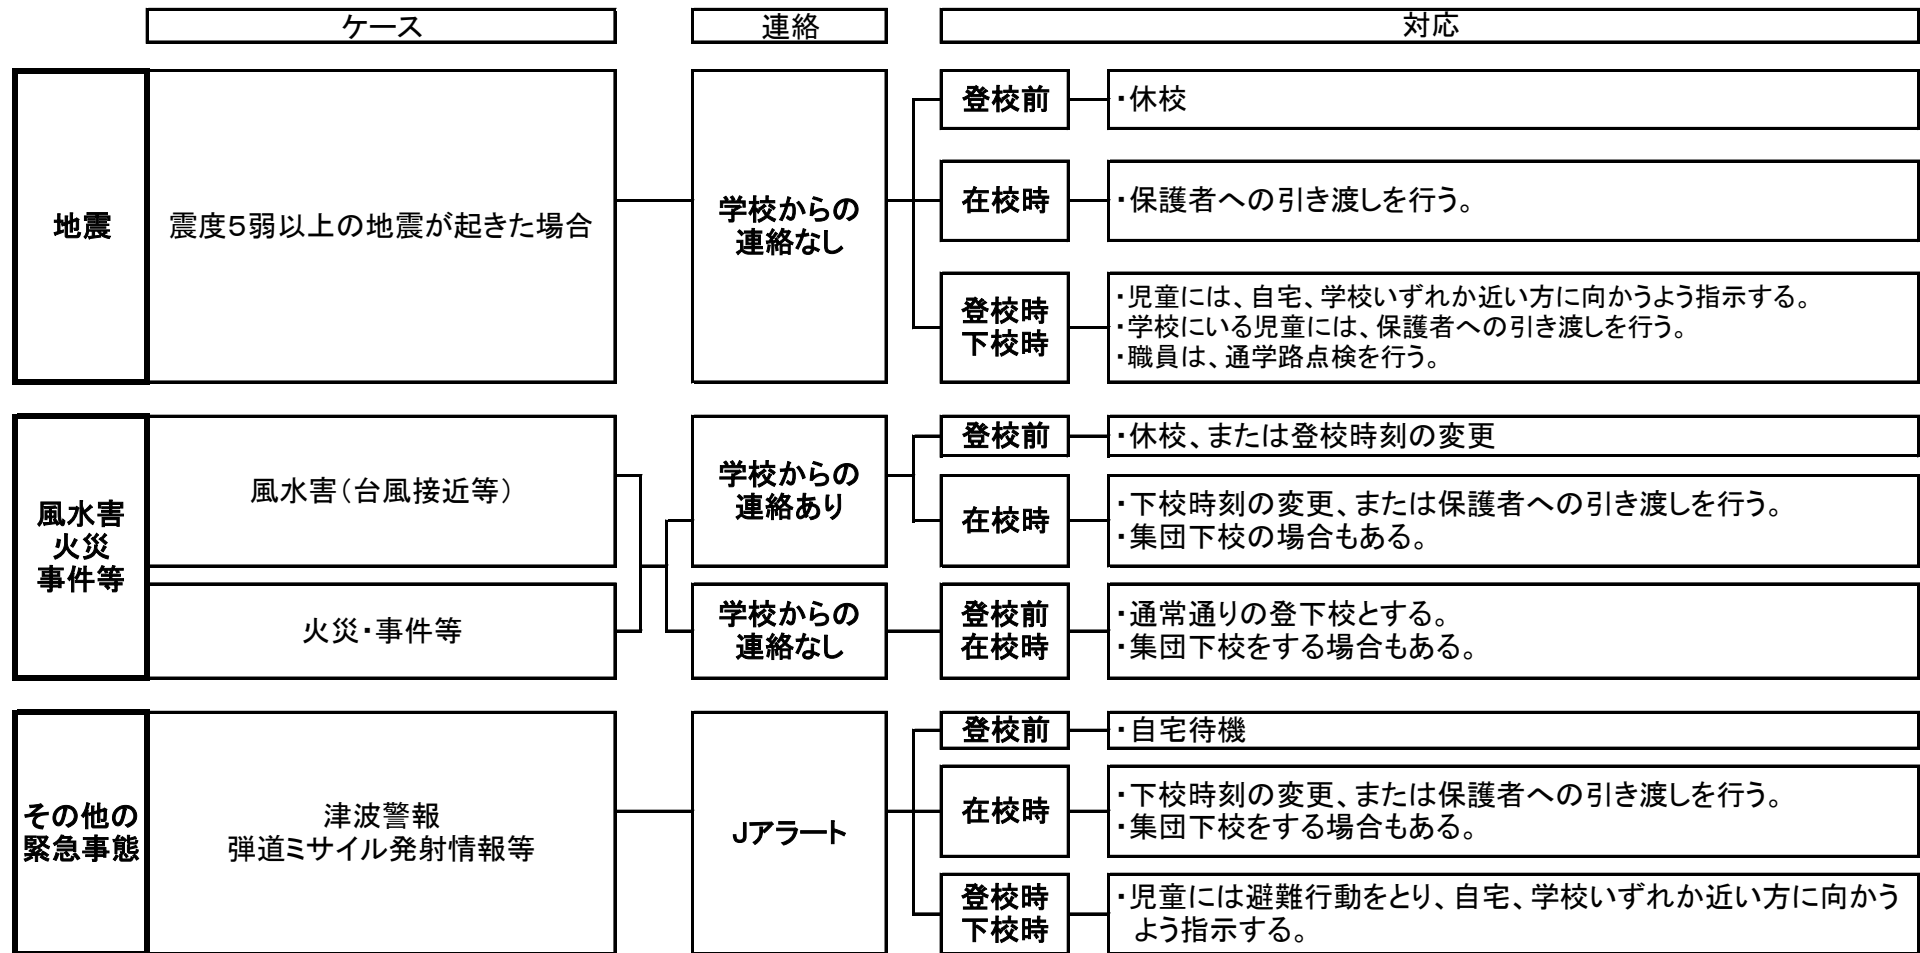 ケース
連絡
対応
地震
震度5弱以上の地震が起きた場合
学校からの
連絡なし
登校前
・休校
在校時
・保護者への引き渡しを行う。
登校時
下校時
・児童には、自宅、学校いずれか近い方に向かうよう指示する。
・学校にいる児童には、保護者への引き渡しを行う。
・職員は、通学路点検を行う。
風水害
火災
事件等
風水害（台風接近等）
火災・事件等
学校からの
連絡あり
登校前
・休校、または登校時刻の変更
在校時
・下校時刻の変更、または保護者への引き渡しを行う。
・集団下校の場合もある。
学校からの
連絡なし
登校前
在校時
・通常通りの登下校とする。
・集団下校をする場合もある。
その他の
緊急事態
津波警報
弾道ミサイル発射情報等
Jアラート
登校前
・自宅待機
在校時
・下校時刻の変更、または保護者への引き渡しを行う。
・集団下校をする場合もある。
登校時
下校時
・児童には避難行動をとり、自宅、学校いずれか近い方に向かう
よう指示する。